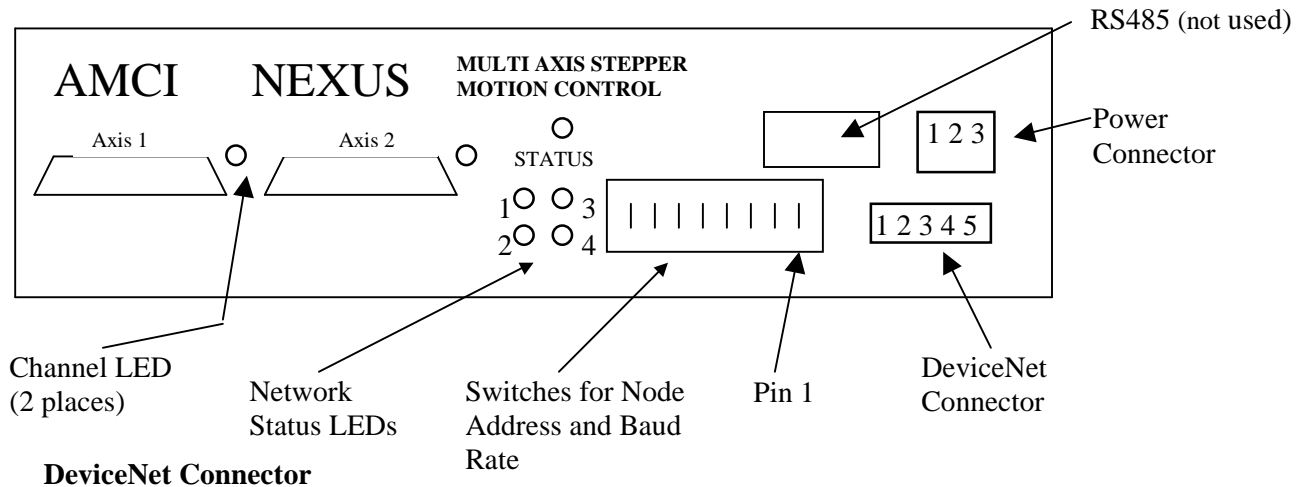 RS485 (not used)
AMCI NEXUS
MULTI AXIS STEPPER
MOTION CONTROL
Axis 1
Axis 2
STATUS
1 2 3
Power
Connector
1 3
2 4
1 2 3 4 5
Channel LED
(2 places)
Network
Status LEDs
Switches for Node
Address and Baud
Rate
Pin 1
DeviceNet
Connector
DeviceNet Connector